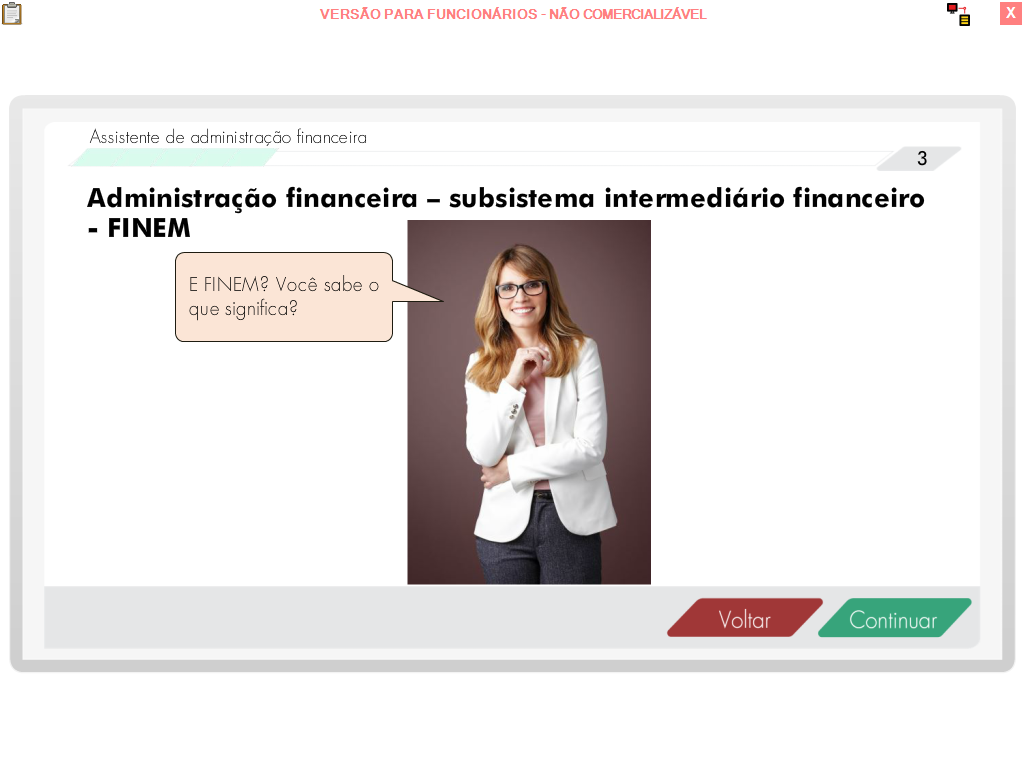 VERSÃO PARA FUNCIONÁRIOS - NÃO COMERCIALIZÁVEL
X
Assistente de administração financeira
3
Administração financeira – subsistema intermediário financeiro
- FINEM
E FINEM? Você sabe o
que significa?
Voltar
Continuar